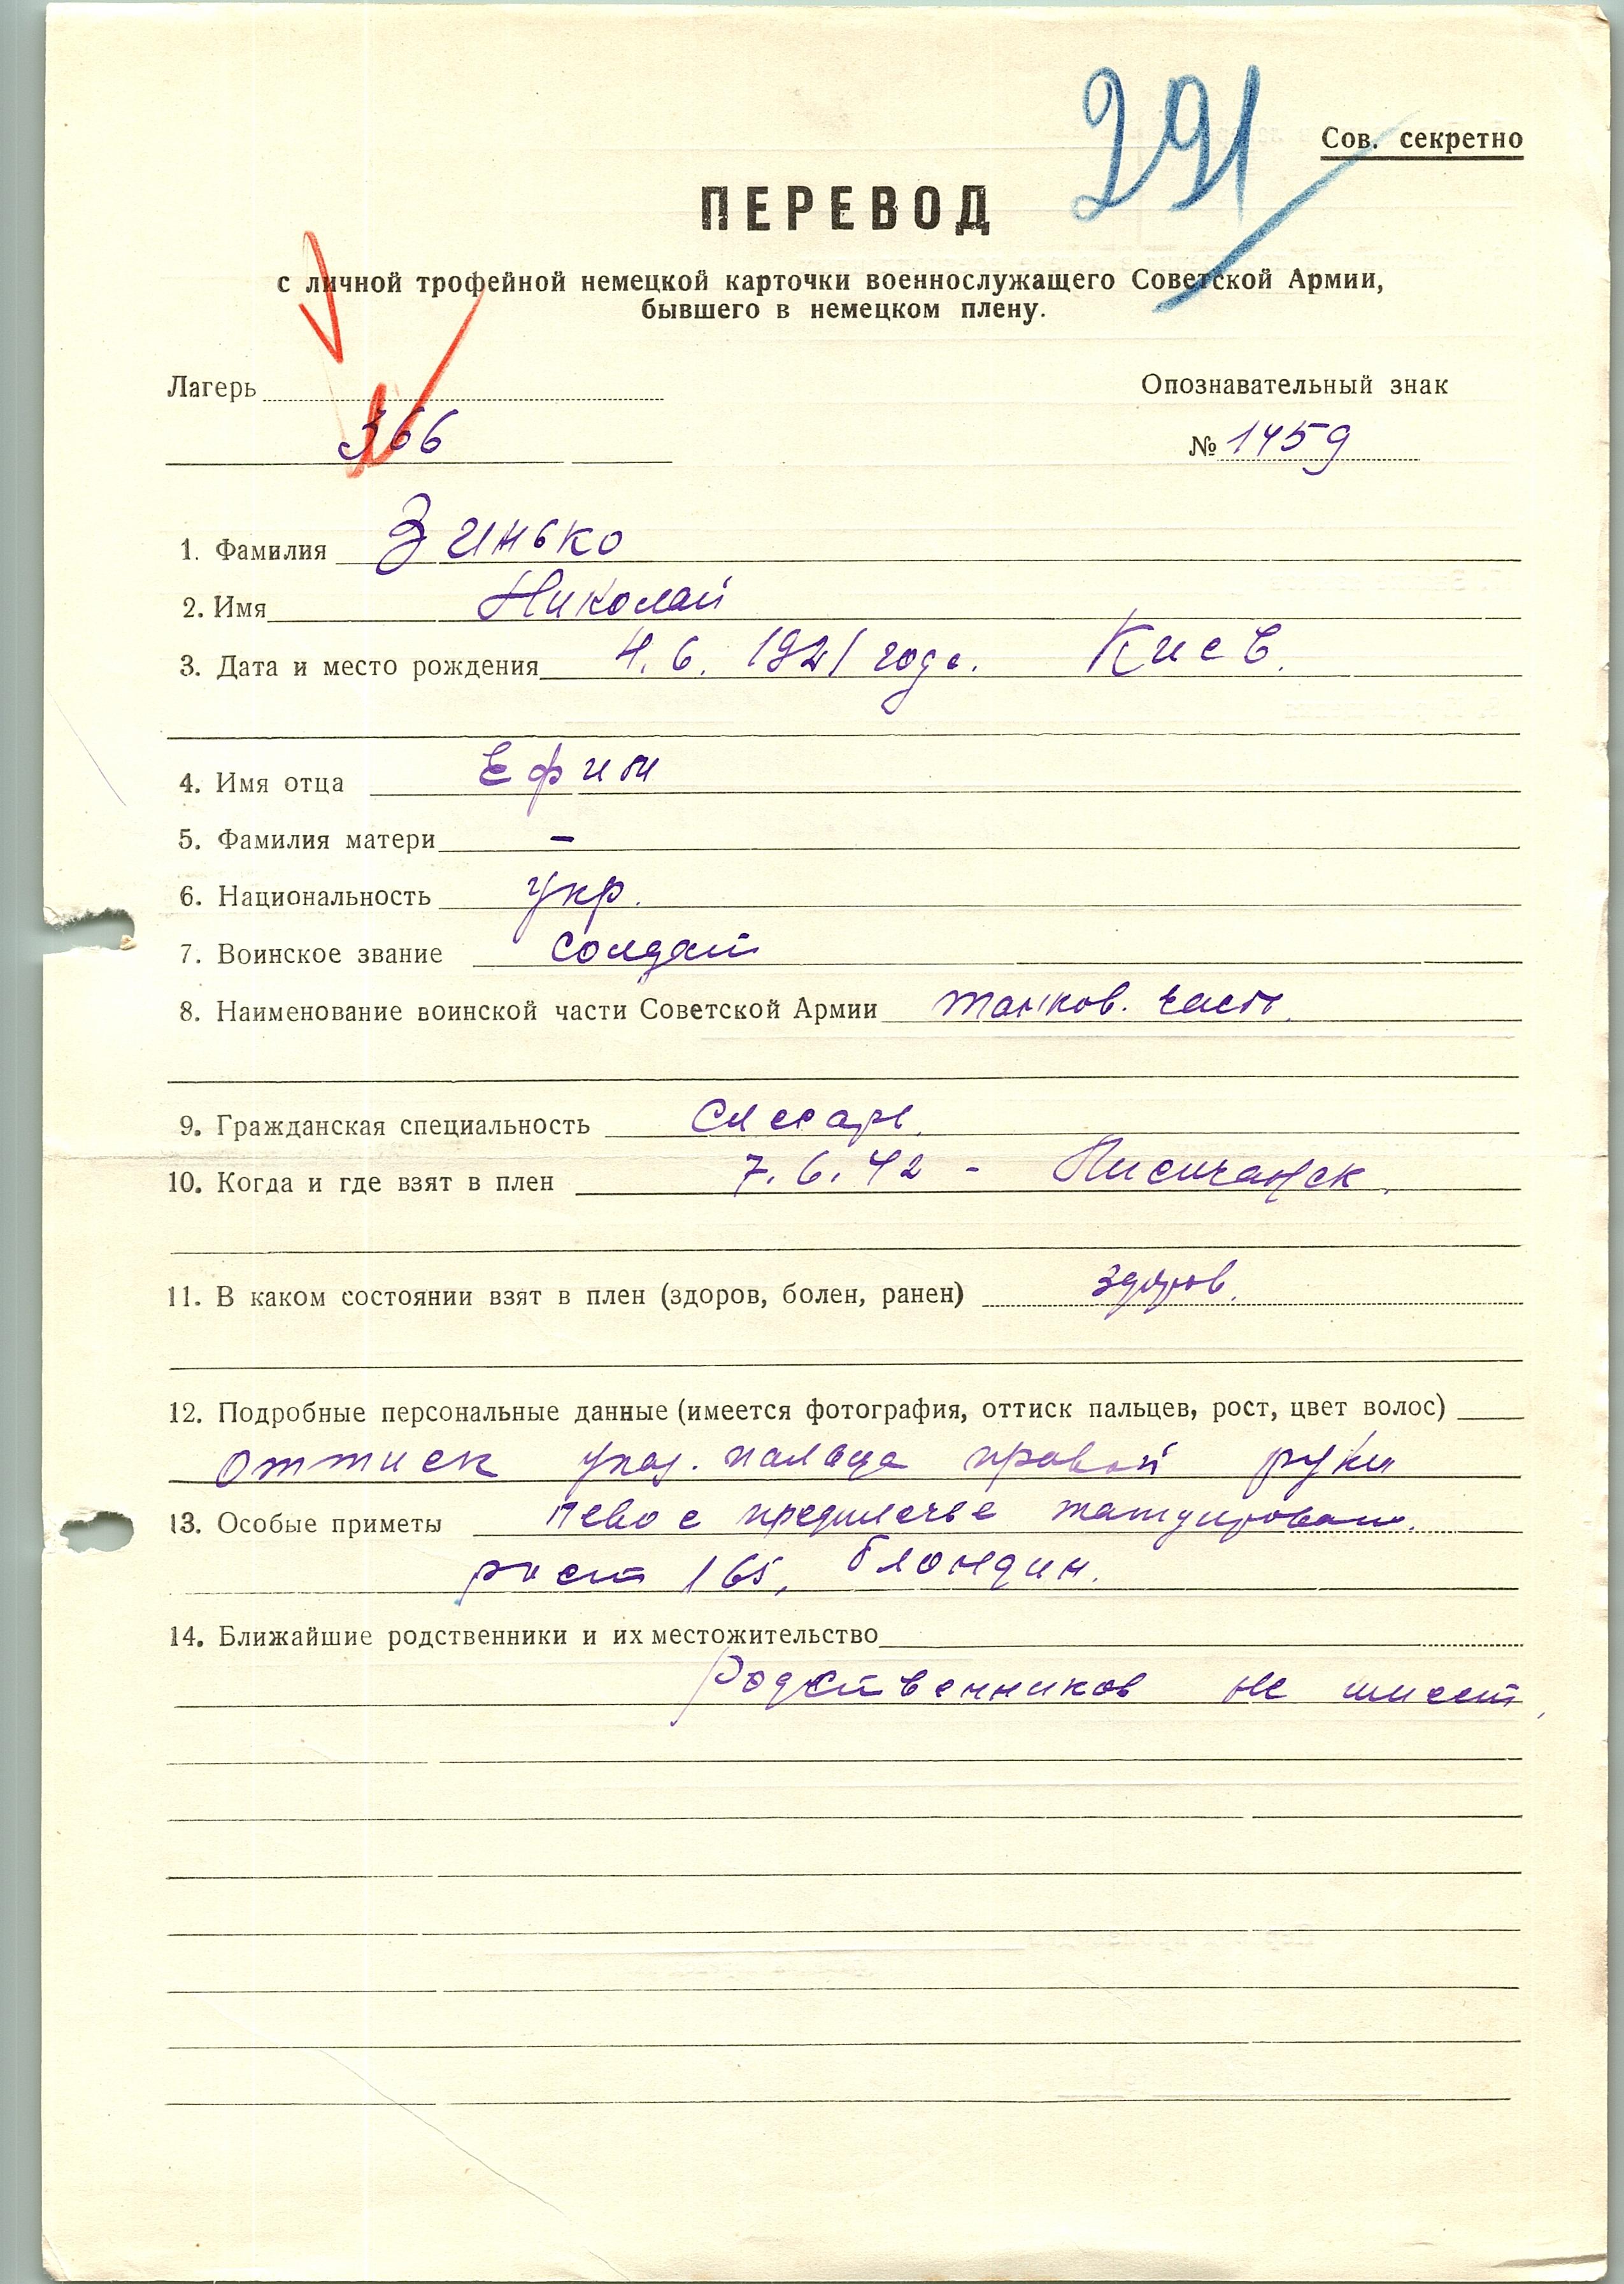 291
Сов. секретно
ПЕРЕВОД
с личной трофейной немецкой карточки военнослужащего Советской Армии,
бывшего в немецком плену.
Лагерь
Опознавательный знак
366
№ 1459
1. Фамилия Зинько
2. Имя Николай
3. Дата и место рождения 4.6. 1921 года. Киев.
4. Имя отца Ефим
5. Фамилия матери –
6. Национальность укр.
7. Воинское звание солдат
8. Наименование воинской части Советской Армии танков. часть.
9. Гражданская специальность слесарь.
10. Когда и где взят в плен 7.6.42 - Лисичанск.
11. В каком состоянии взят в плен (здоров, болен, ранен) здоров.
12. Подробные персональные данные (имеется фотография, оттиск пальцев, рост, цвет волос)
оттиск указ. пальца правой руки
13. Особые приметы левое предплечье татуировано.
рост 165, блондин.
14. Ближайшие родственники и их местожительство
Родственников не имеет,